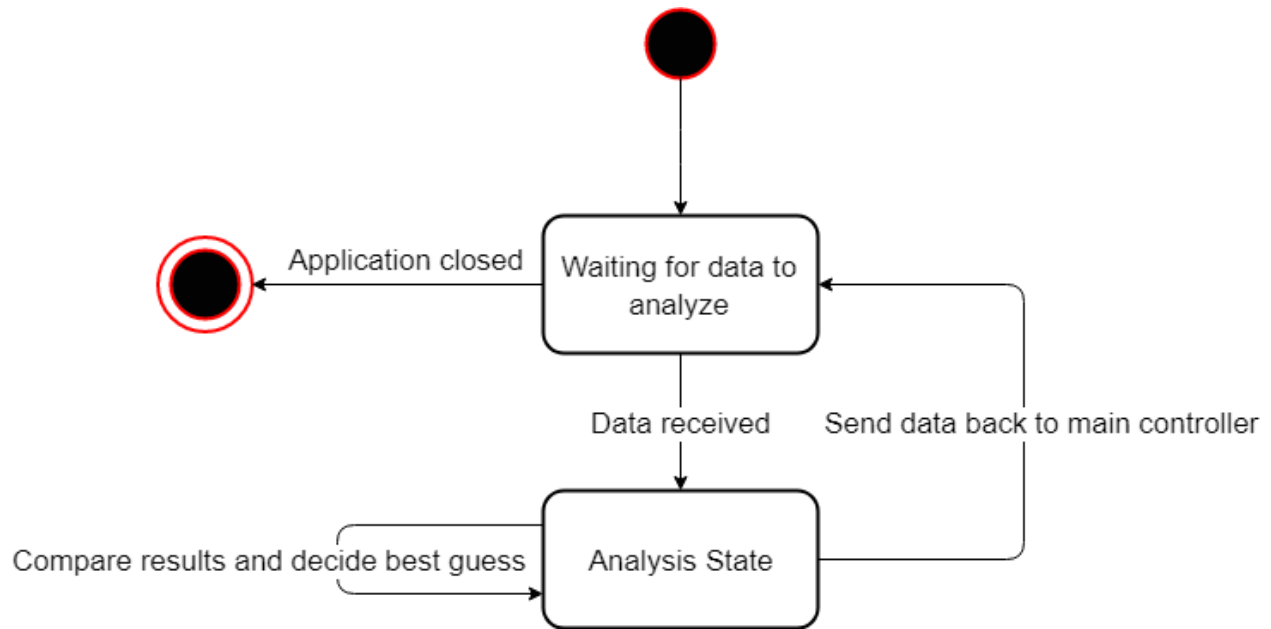 Application closed
Waiting for data to
analyze
Data received
Send data back to main controller
Compare results and decide best guess
Analysis State